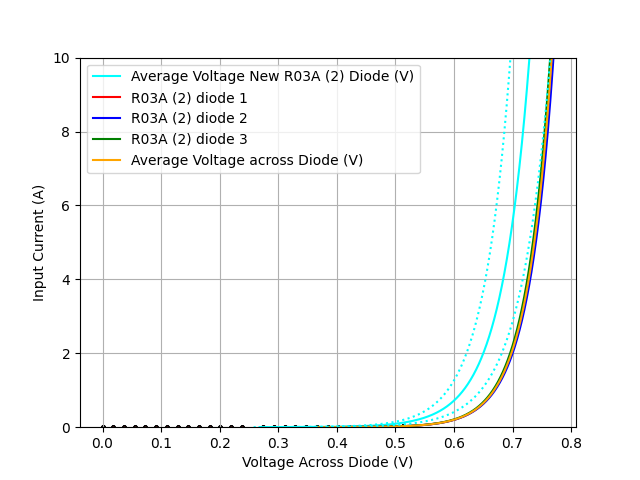 Average Voltage New R03A (2) Diode (V)
R03A (2) diode 1
R03A (2) diode 2
R03A (2) diode 3
Average Voltage across Diode (V)
10
8
6
4
2
0
Input Current (A)
0.0 0.1 0.2 0.3 0.4 0.5 0.6 0.7 0.8
Voltage Across Diode (V)